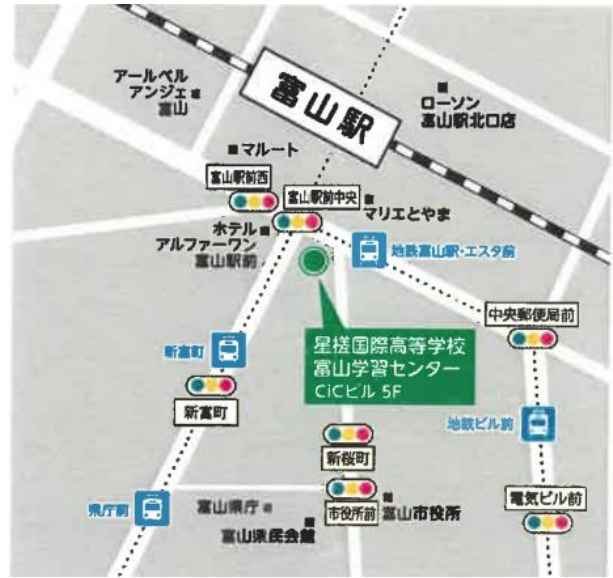 アールベル
アンジェ
富山
富山駅
ローソン
富山駅北口店
マルート
富山駅前西
富山駅前中央
マリエとやま
ホテル
アルファーワン
富山駅前
地鉄富山駅・エスタ前
中央郵便局前
新富町
星槎国際高等学校
富山学習センター
CiCビル 5F
新富町
地鉄ビル前
新桜町
県庁前
富山県庁
市役所前
富山市役所
電気ビル前
富山県民会館